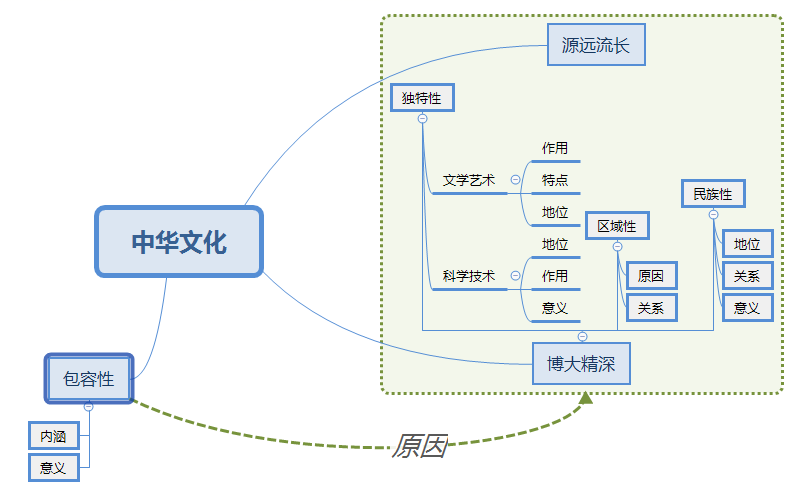 源远流长
独特性
文学艺术
作用
特点
地位
科学技术
地位
作用
意义
区域性
原因
关系
民族性
地位
关系
意义
博大精深
中华文化
包容性
内涵
意义
原因